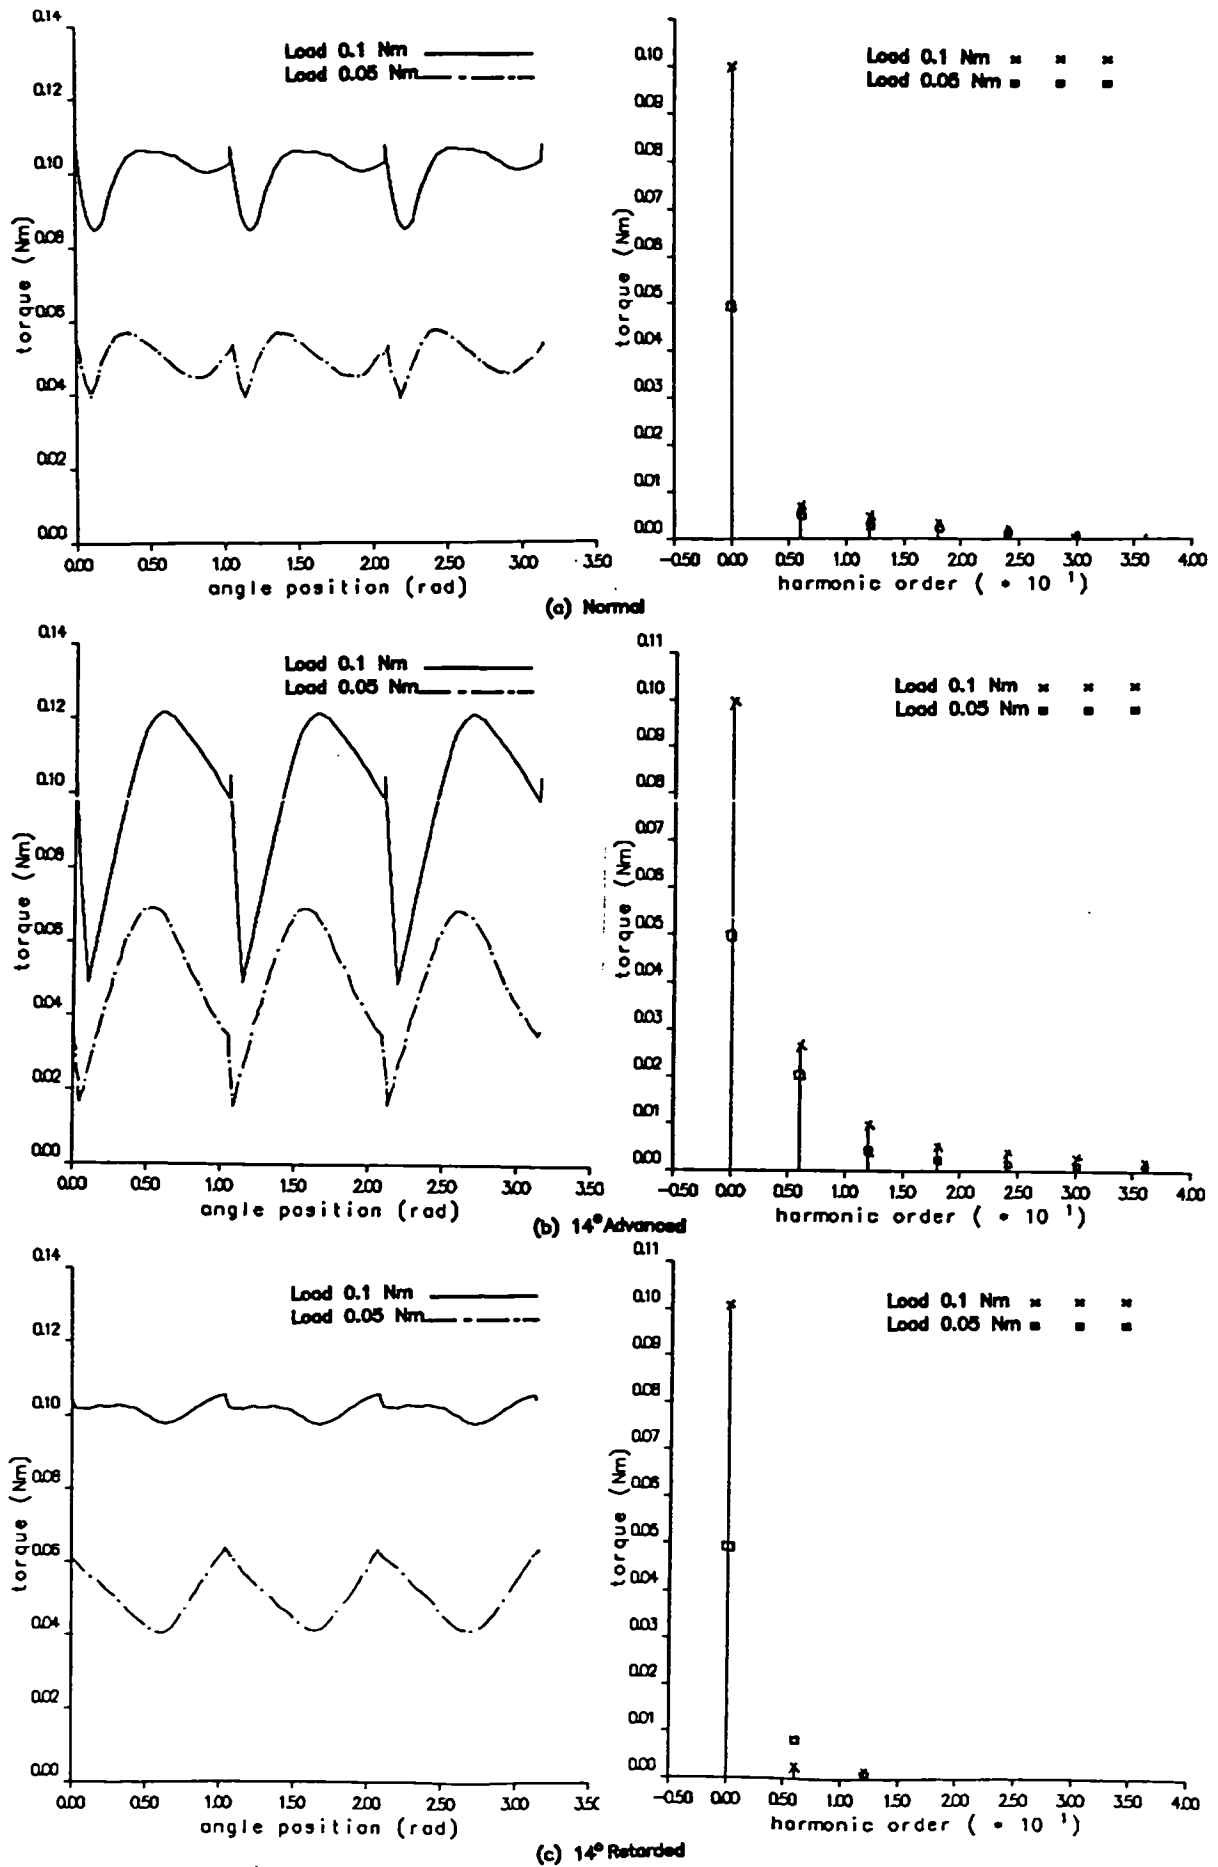 0.14
0.12
0.10
0.08
0.06
0.04
0.02
0.00
torque (Nm)
Load 0.1 Nm
Load 0.05 Nm
0.00 0.50 1.00 1.50 2.00 2.50 3.00 3.50
angle position (rad)
0.10
0.09
0.08
0.07
0.06
0.05
0.04
0.03
0.02
0.01
0.00
torque (Nm)
Load 0.1 Nm
Load 0.05 Nm
-0.50 0.00 0.50 1.00 1.50 2.00 2.50 3.00 3.50 4.00
harmonic order ( * 10 1)
(a) Normal
0.14
0.12
0.10
0.08
0.06
0.04
0.02
0.00
torque (Nm)
Load 0.1 Nm
Load 0.05 Nm
0.00 0.50 1.00 1.50 2.00 2.50 3.00 3.50
angle position (rad)
0.11
0.10
0.09
0.08
0.07
0.06
0.05
0.04
0.03
0.02
0.01
0.00
torque (Nm)
Load 0.1 Nm
Load 0.05 Nm
-0.50 0.00 0.50 1.00 1.50 2.00 2.50 3.00 3.50 4.00
harmonic order ( * 10 1)
(b) 14° Advanced
0.14
0.12
0.10
0.08
0.06
0.04
0.02
0.00
torque (Nm)
Load 0.1 Nm
Load 0.05 Nm
0.00 0.50 1.00 1.50 2.00 2.50 3.00 3.50
angle position (rad)
0.11
0.10
0.09
0.08
0.07
0.06
0.05
0.04
0.03
0.02
0.01
0.00
torque (Nm)
Load 0.1 Nm
Load 0.05 Nm
-0.50 0.00 0.50 1.00 1.50 2.00 2.50 3.00 3.50 4.00
harmonic order ( * 10 1)
(c) 14° Retarded